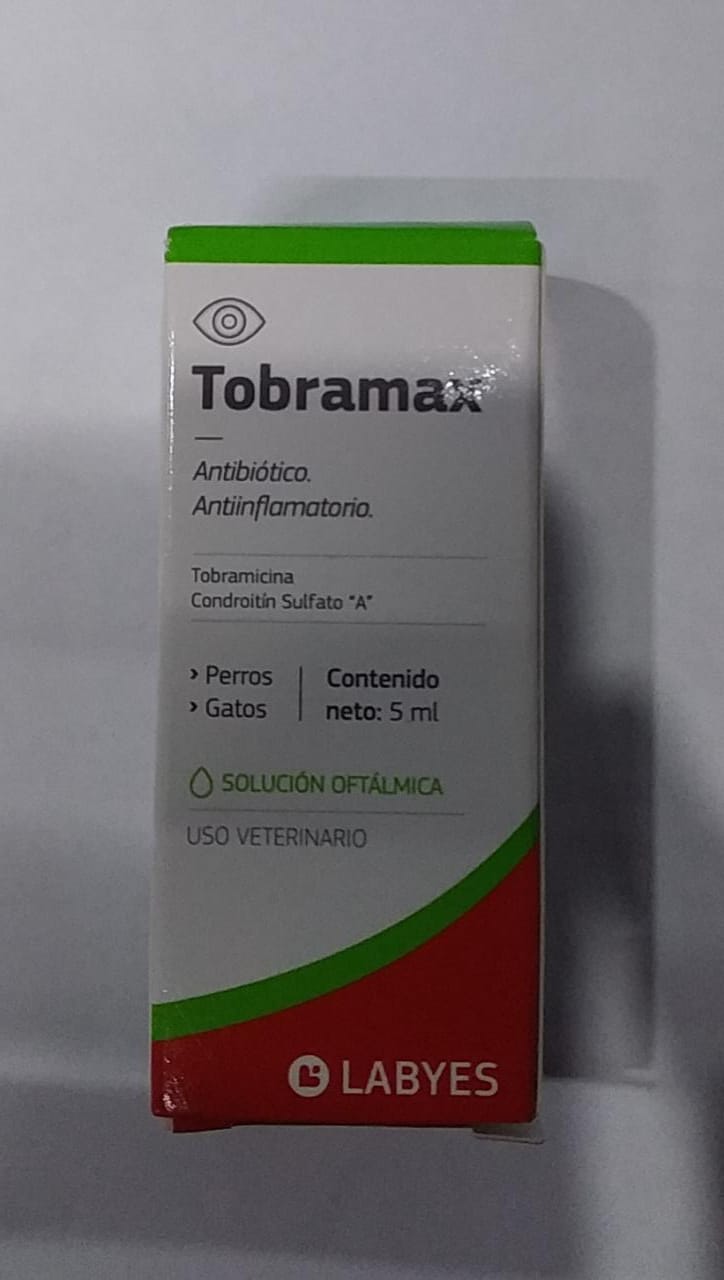 Tobramax
Antibiótico.
Antiinflamatorio.
Tobramicina
Condroitín Sulfato "A"
› Perros
› Gatos
Contenido
neto: 5 ml
SOLUCIÓN OFTÁLMICA
USO VETERINARIO
LABYES